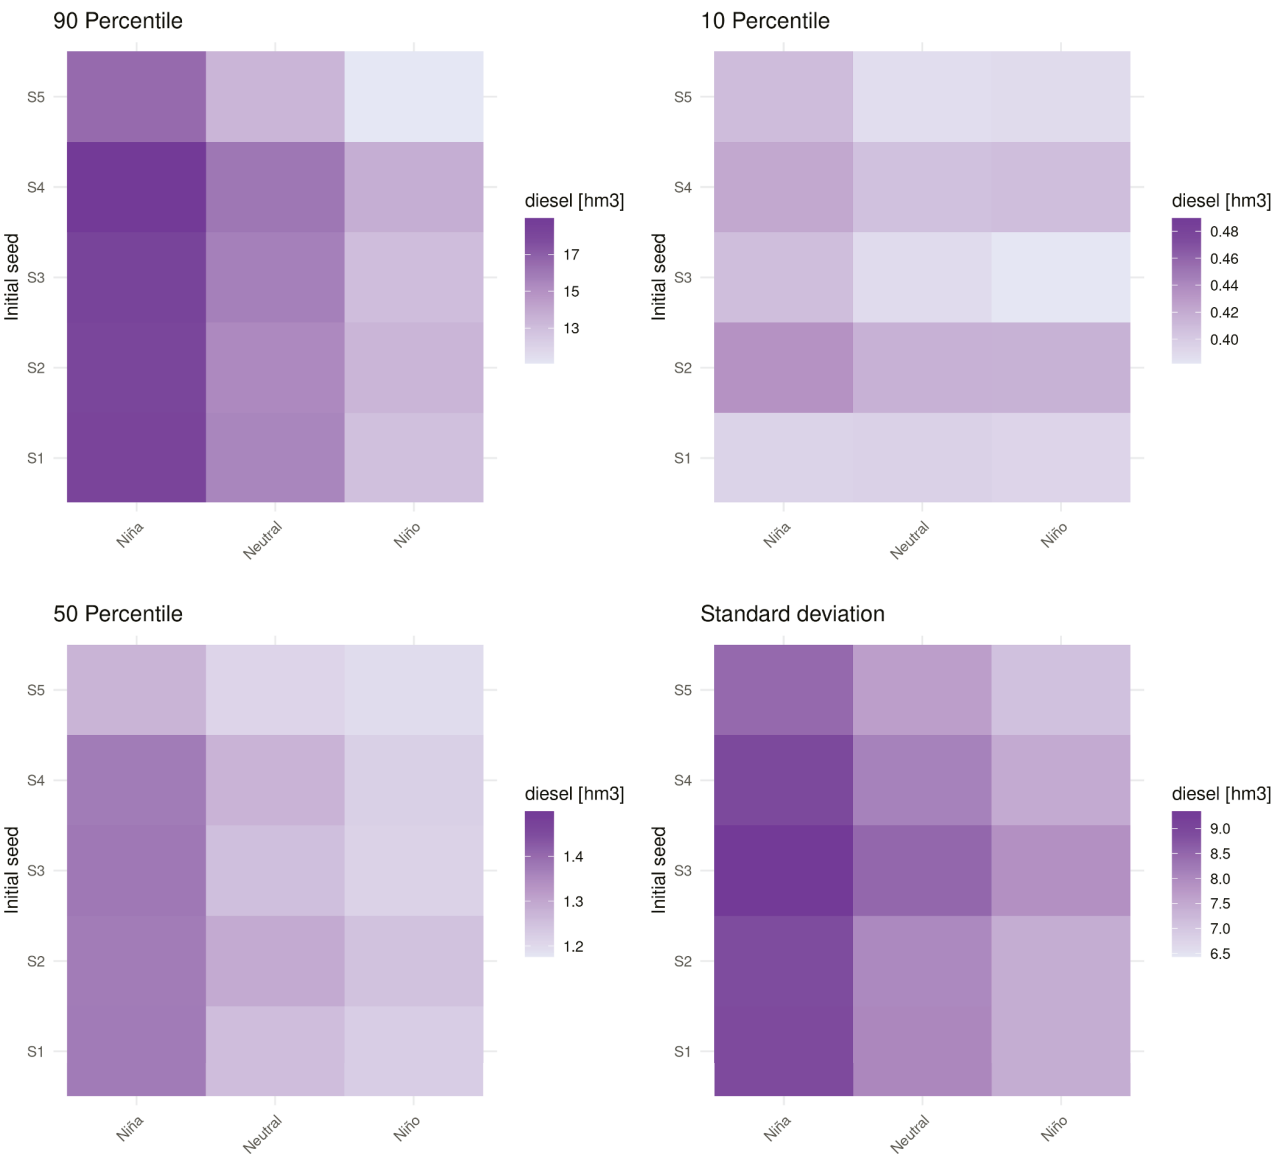 90 Percentile
Initial seed
S5
S4
S3
S2
S1
Niña
Neutral
Niño
diesel [hm3]
17
15
13
10 Percentile
Initial seed
S5
S4
S3
S2
S1
Niña
Neutral
Niño
diesel [hm3]
0.48
0.46
0.44
0.42
0.40
50 Percentile
Initial seed
S5
S4
S3
S2
S1
Niña
Neutral
Niño
diesel [hm3]
1.4
1.3
1.2
Standard deviation
Initial seed
S5
S4
S3
S2
S1
Niña
Neutral
Niño
diesel [hm3]
9.0
8.5
8.0
7.5
7.0
6.5